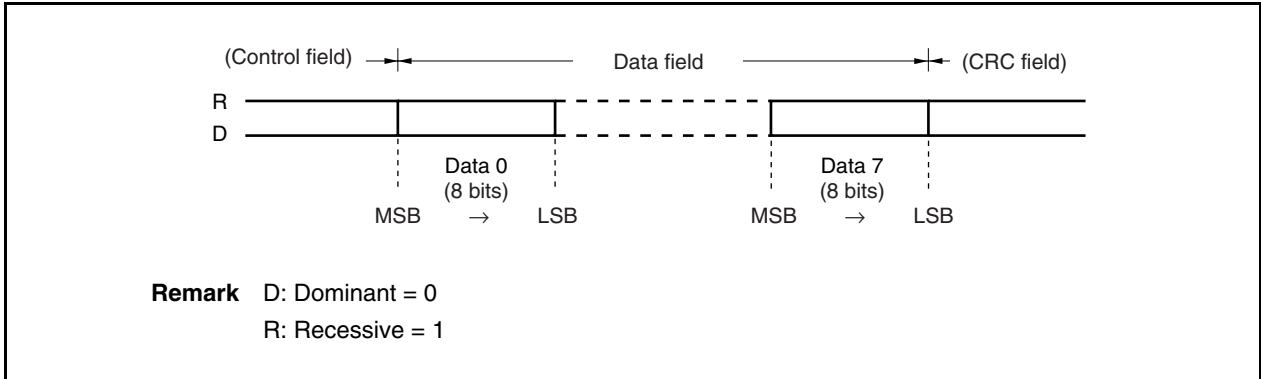 (Control field) Data field (CRC field)
R
D
Data 0 Data 7
(8 bits) (8 bits)
MSB → LSB MSB → LSB
Remark D: Dominant = 0
R: Recessive = 1